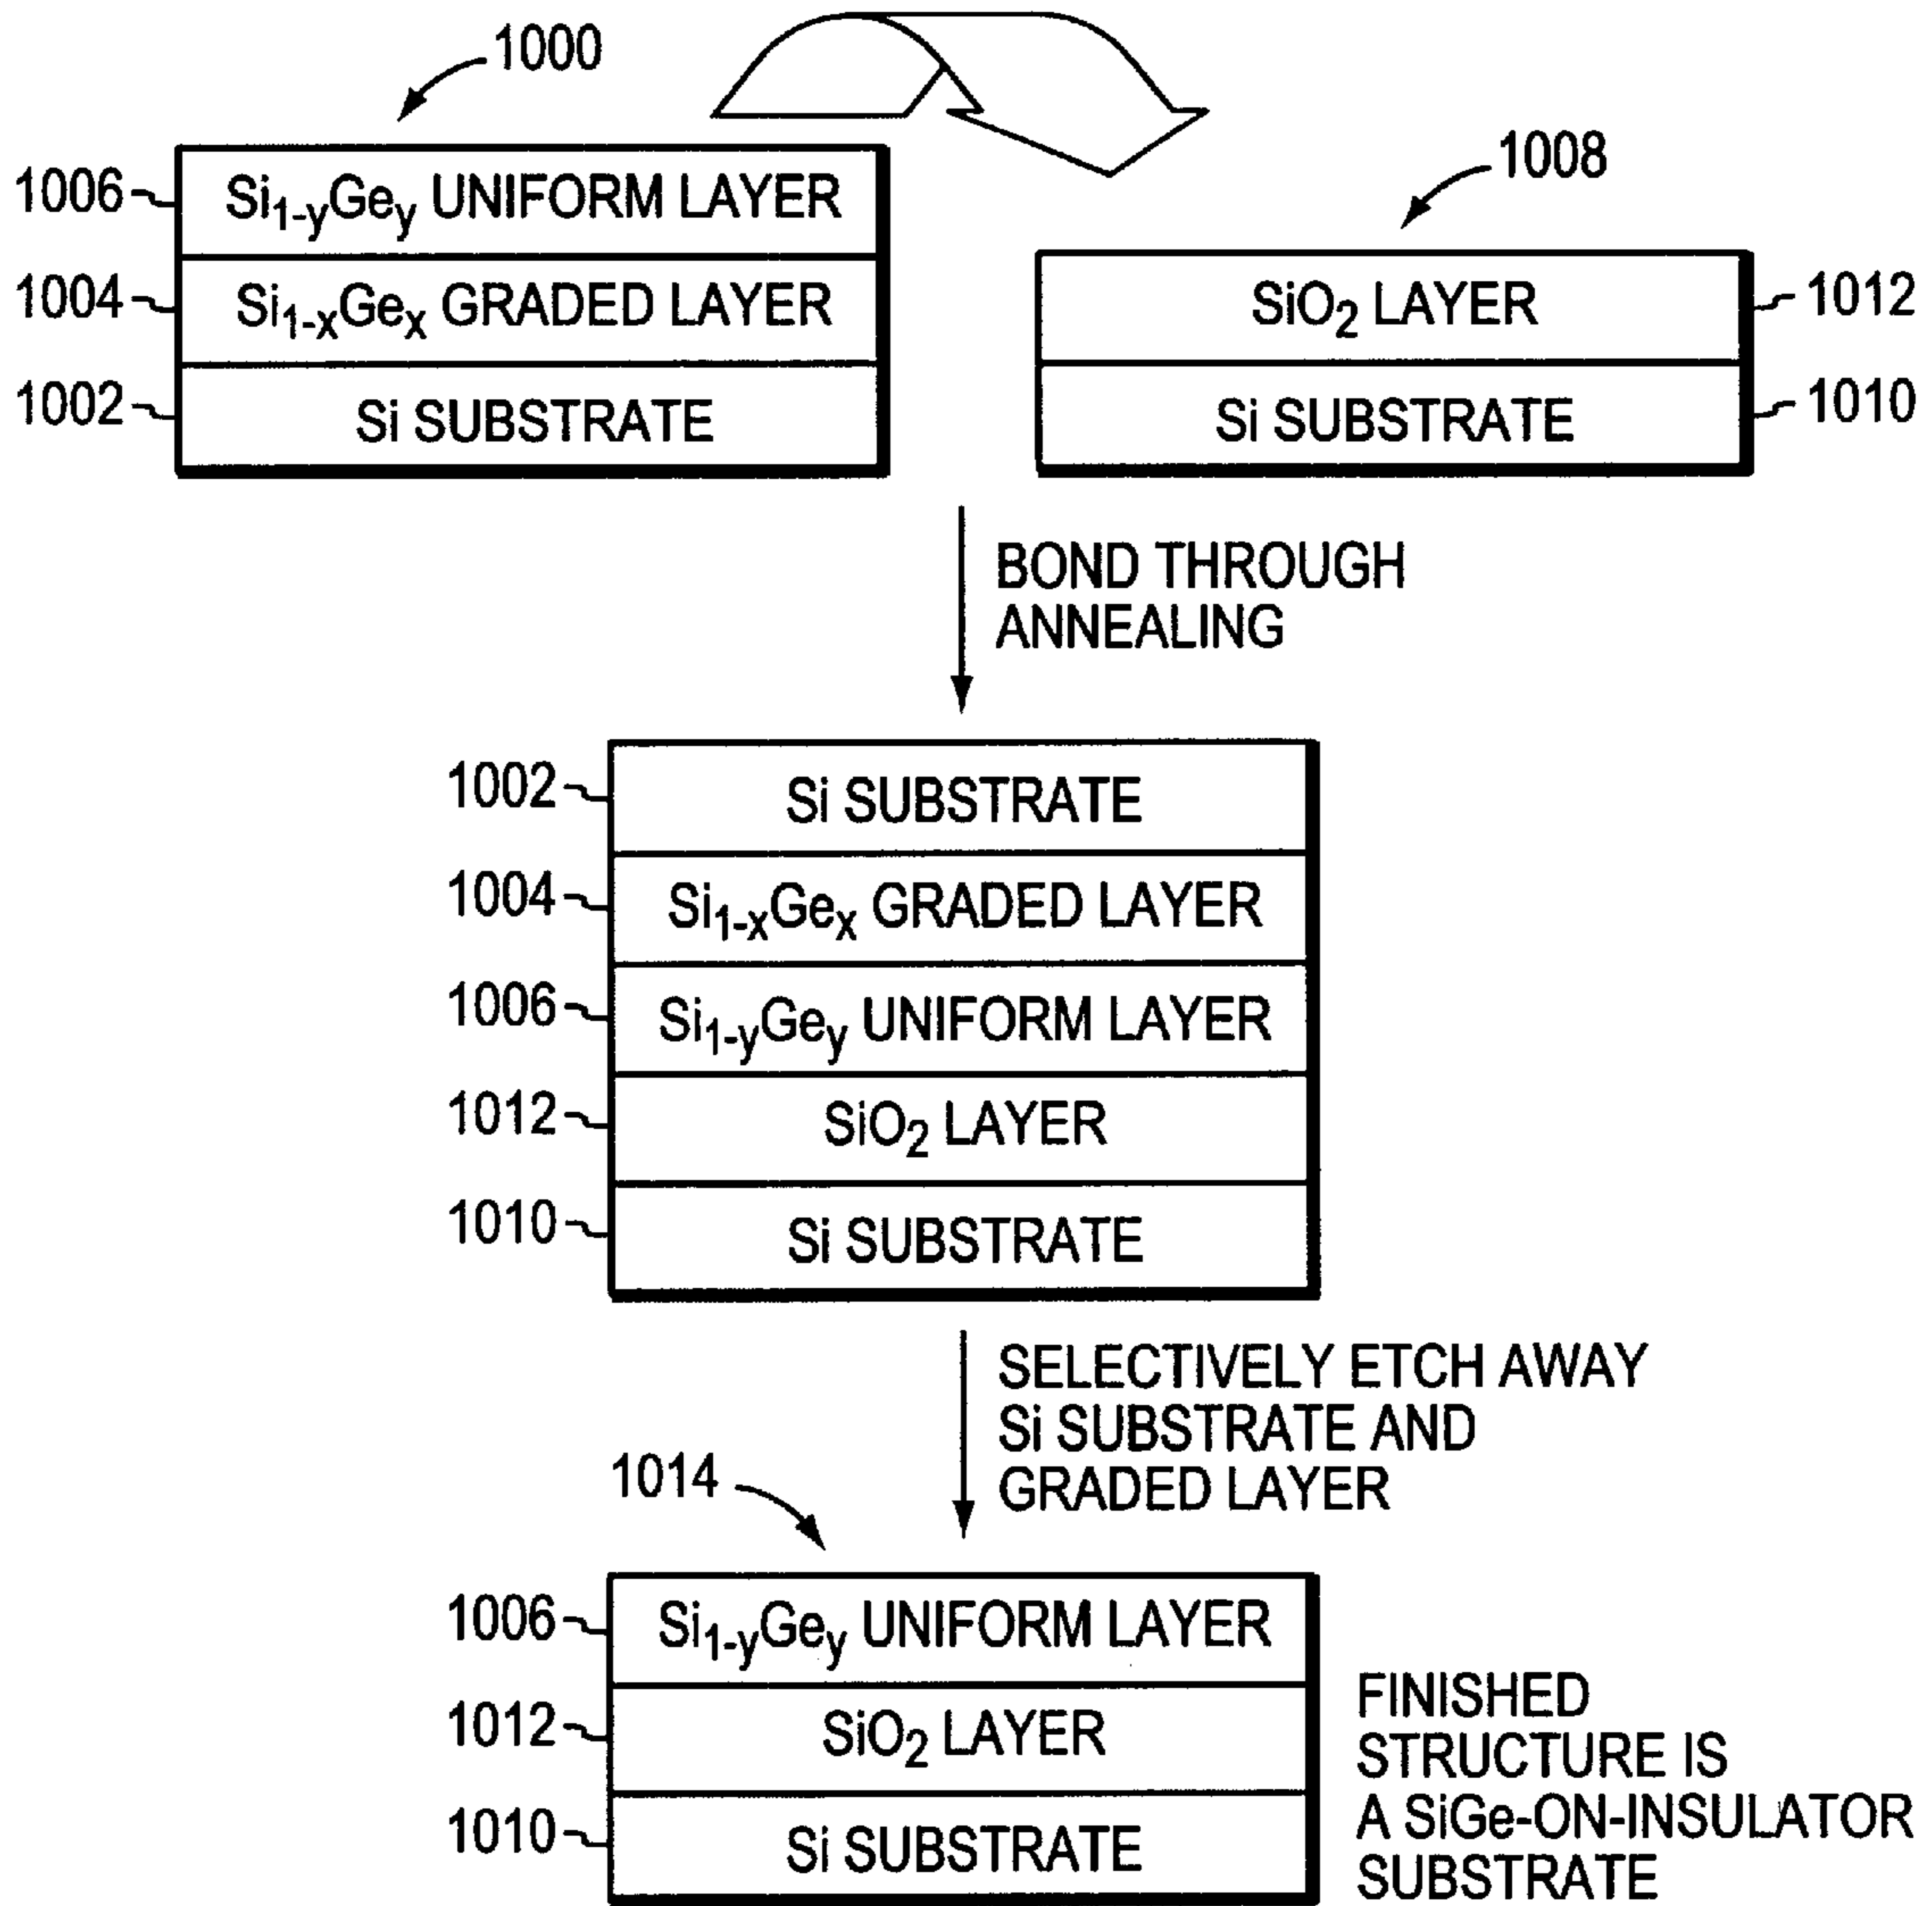 1000
1006 Si1-yGey UNIFORM LAYER
1004 Si1-xGex GRADED LAYER
1002 Si SUBSTRATE
1008
SiO2 LAYER 1012
Si SUBSTRATE 1010
BOND THROUGH
ANNEALING
1002 Si SUBSTRATE
1004 Si1-xGex GRADED LAYER
1006 Si1-yGey UNIFORM LAYER
1012 SiO2 LAYER
1010 Si SUBSTRATE
SELECTIVELY ETCH AWAY
Si SUBSTRATE AND
GRADED LAYER
1014
1006 Si1-yGey UNIFORM LAYER
1012 SiO2 LAYER
1010 Si SUBSTRATE
FINISHED
STRUCTURE IS
A SiGe-ON-INSULATOR
SUBSTRATE